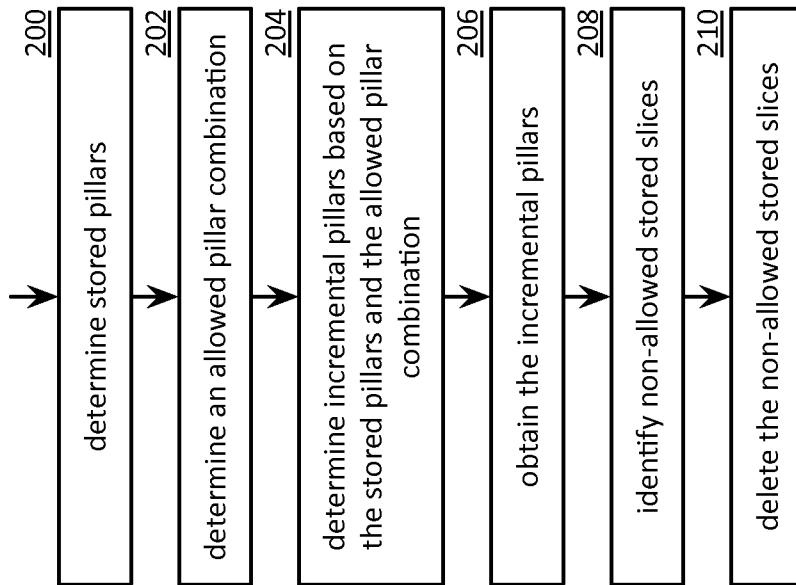 200
determine stored pillars
202
determine an allowed pillar combination
204
determine incremental pillars based on
the stored pillars and the allowed pillar
combination
206
obtain the incremental pillars
208
identify non-allowed stored slices
210
delete the non-allowed stored slices